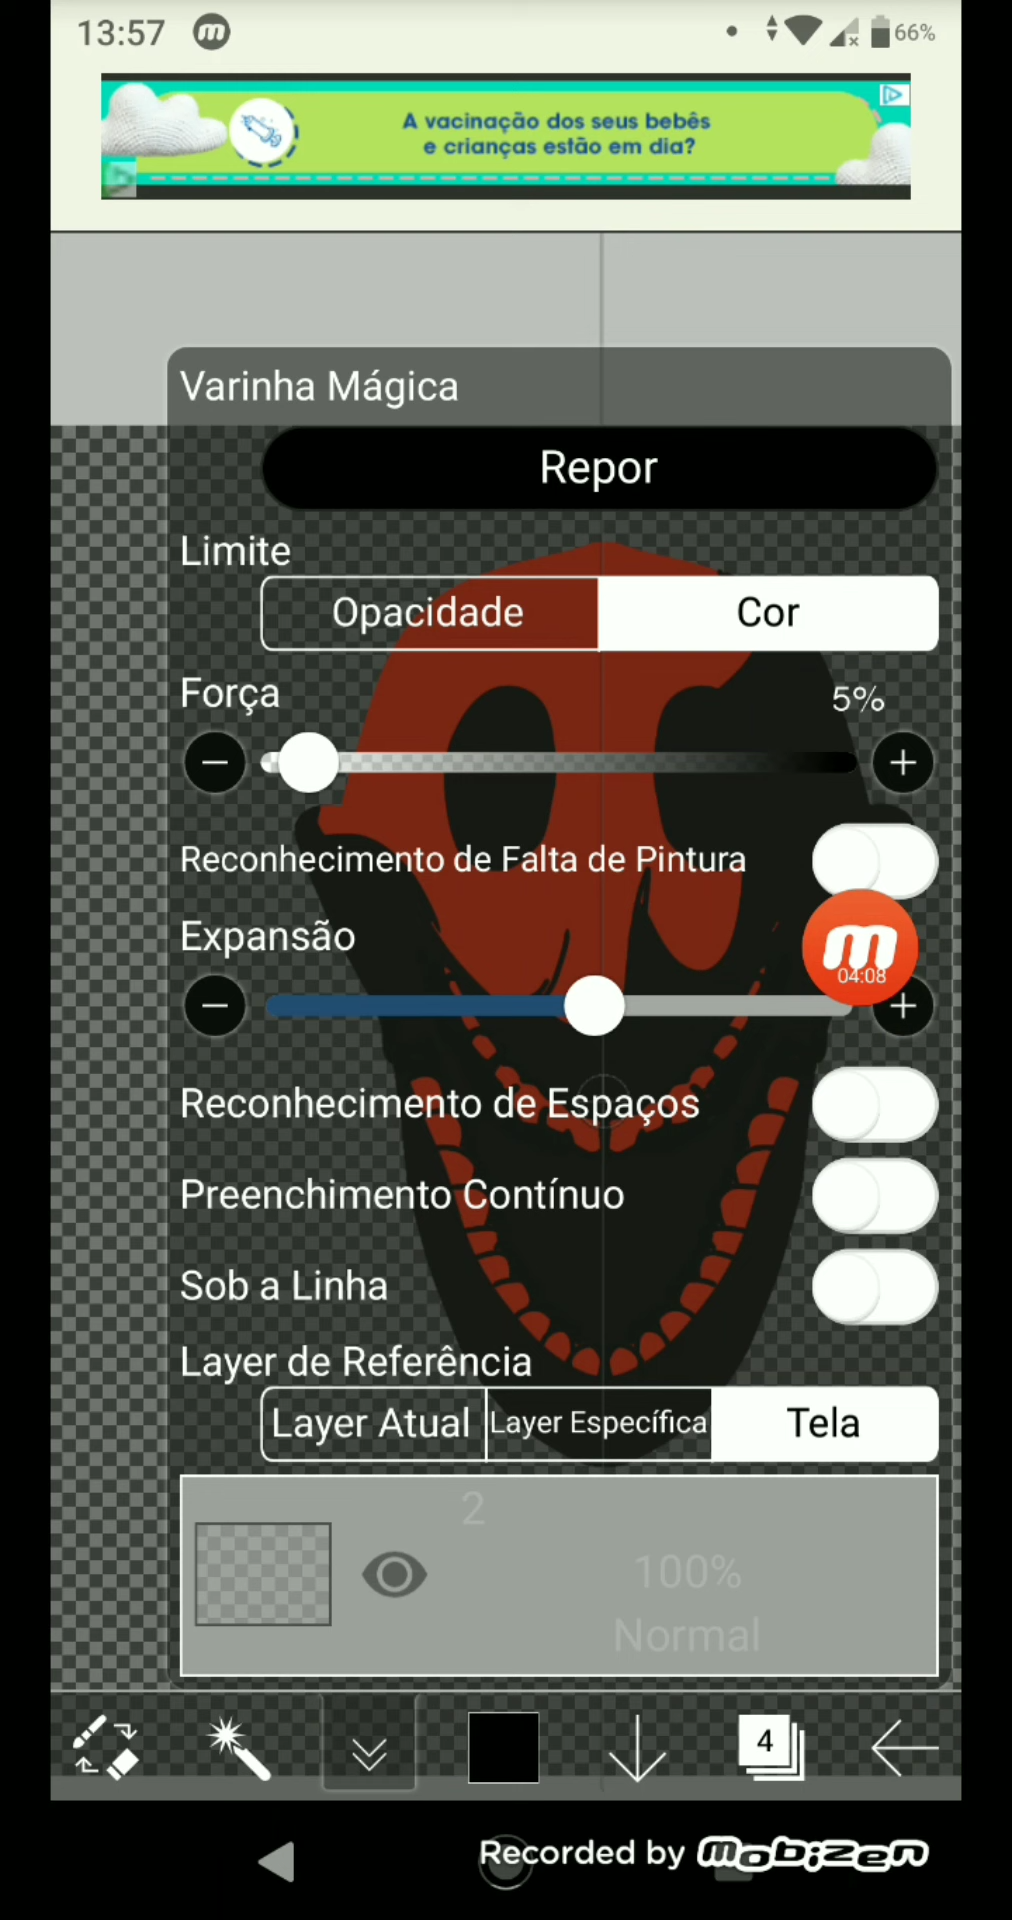 13:57
66%
A vacinação dos seus bebês
e crianças estão em dia?
Varinha Mágica
Repor
Limite
Opacidade Cor
Força 5%
Reconhecimento de Falta de Pintura
Expansão
m
04:08
Reconhecimento de Espaços
Preenchimento Contínuo
Sob a Linha
Layer de Referência
Layer Atual Layer Específica Tela
2
100%
Normal
4
Recorded by mobizen